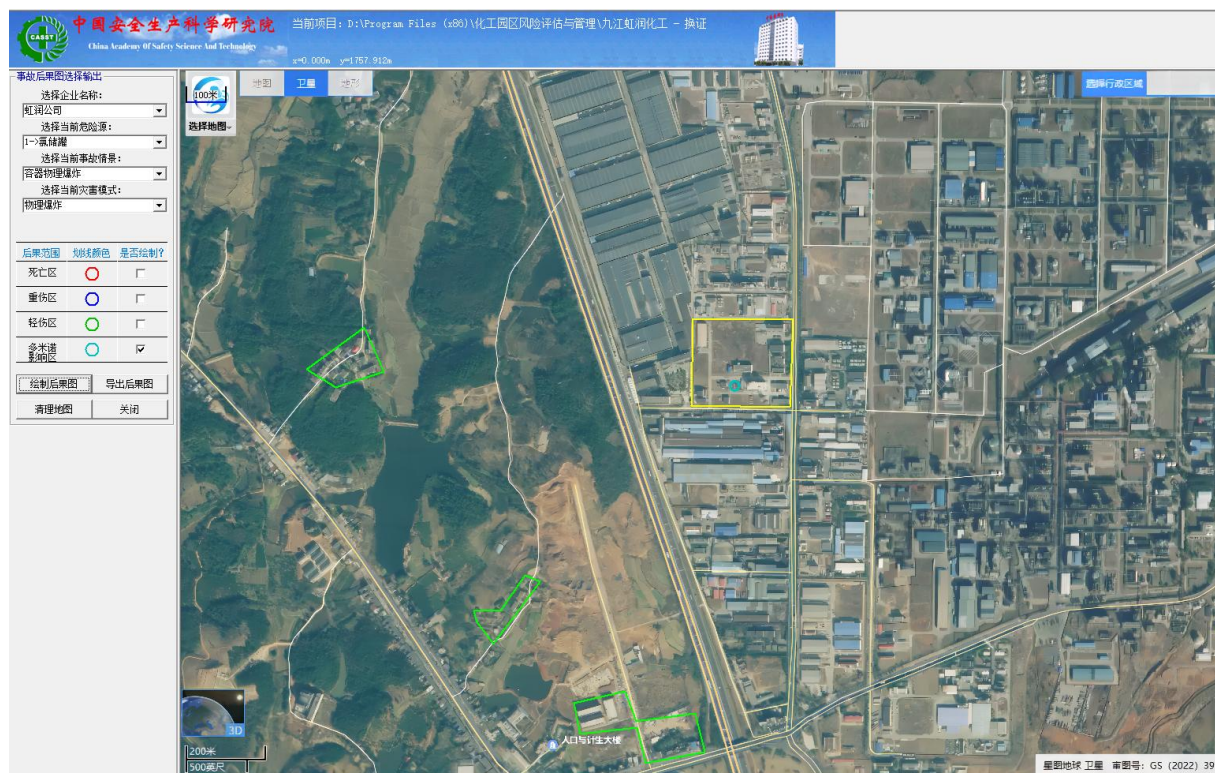 CASST
中国安全生产科学研究院
China Academy Of Safety Science And Technology
当前项目: D:\Program Files (x86)\化工园区风险评估与管理\九江虹润化工 - 换证
x=0.000m y=1757.912m
事故后果图选择输出
选择企业名称:
虹润公司
选择当前危险源:
1->氯储罐
选择当前事故情景:
容器物理爆炸
选择当前灾害模式:
物理爆炸
后果范围 划线颜色 是否绘制?
死亡区
重伤区
轻伤区
多米诺
影响区
绘制后果图 导出后果图
清理地图 关闭
100米
选择地图
地图 卫星 地形
选择行政区域
人口与计生大楼
3D
200米
500英尺
星图地球 卫星 审图号: GS (2022) 39